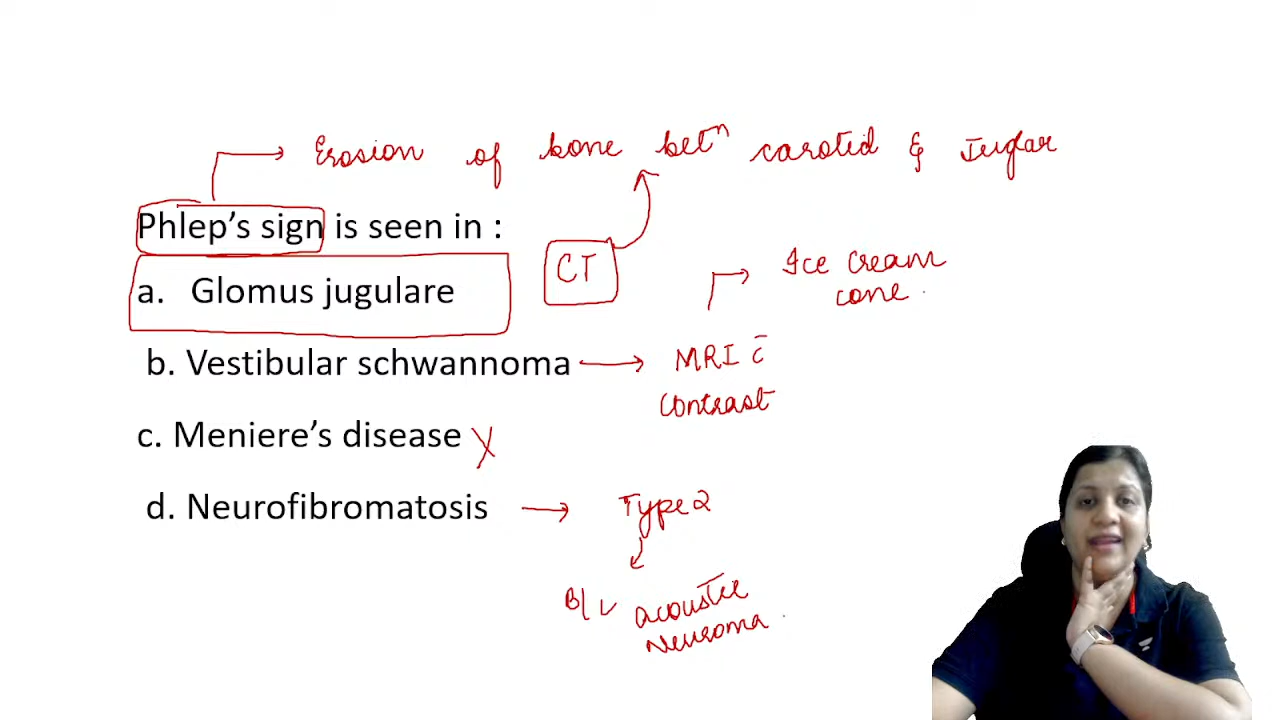 Erosion of bone betn carotid & Juglar
Phlep's sign is seen in :
CT
a. Glomus jugulare
Ice cream
cone
b. Vestibular schwannoma → MRI c̄
contrast
c. Meniere's disease X
d. Neurofibromatosis → Type 2
B/L acoustic
Neuroma